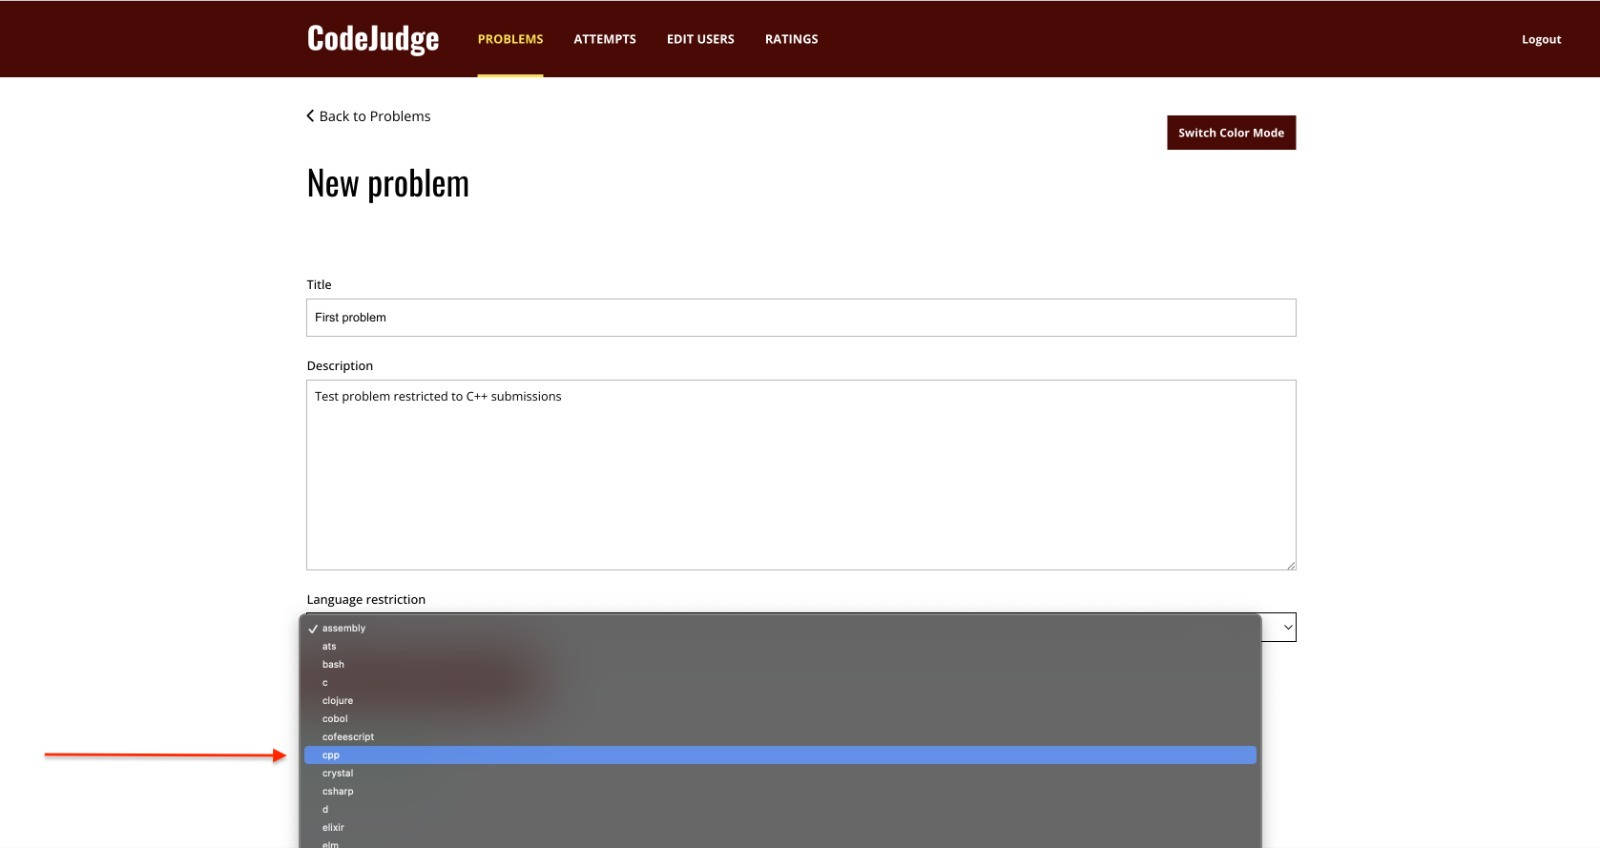 CodeJudge PROBLEMS ATTEMPTS EDIT USERS RATINGS Logout
Back to Problems
Switch Color Mode
New problem
Title
First problem
Description
Test problem restricted to C++ submissions
Language restriction
assembly
ats
bash
c
clojure
cobol
cofeescript
cpp
crystal
csharp
d
elixir
elm